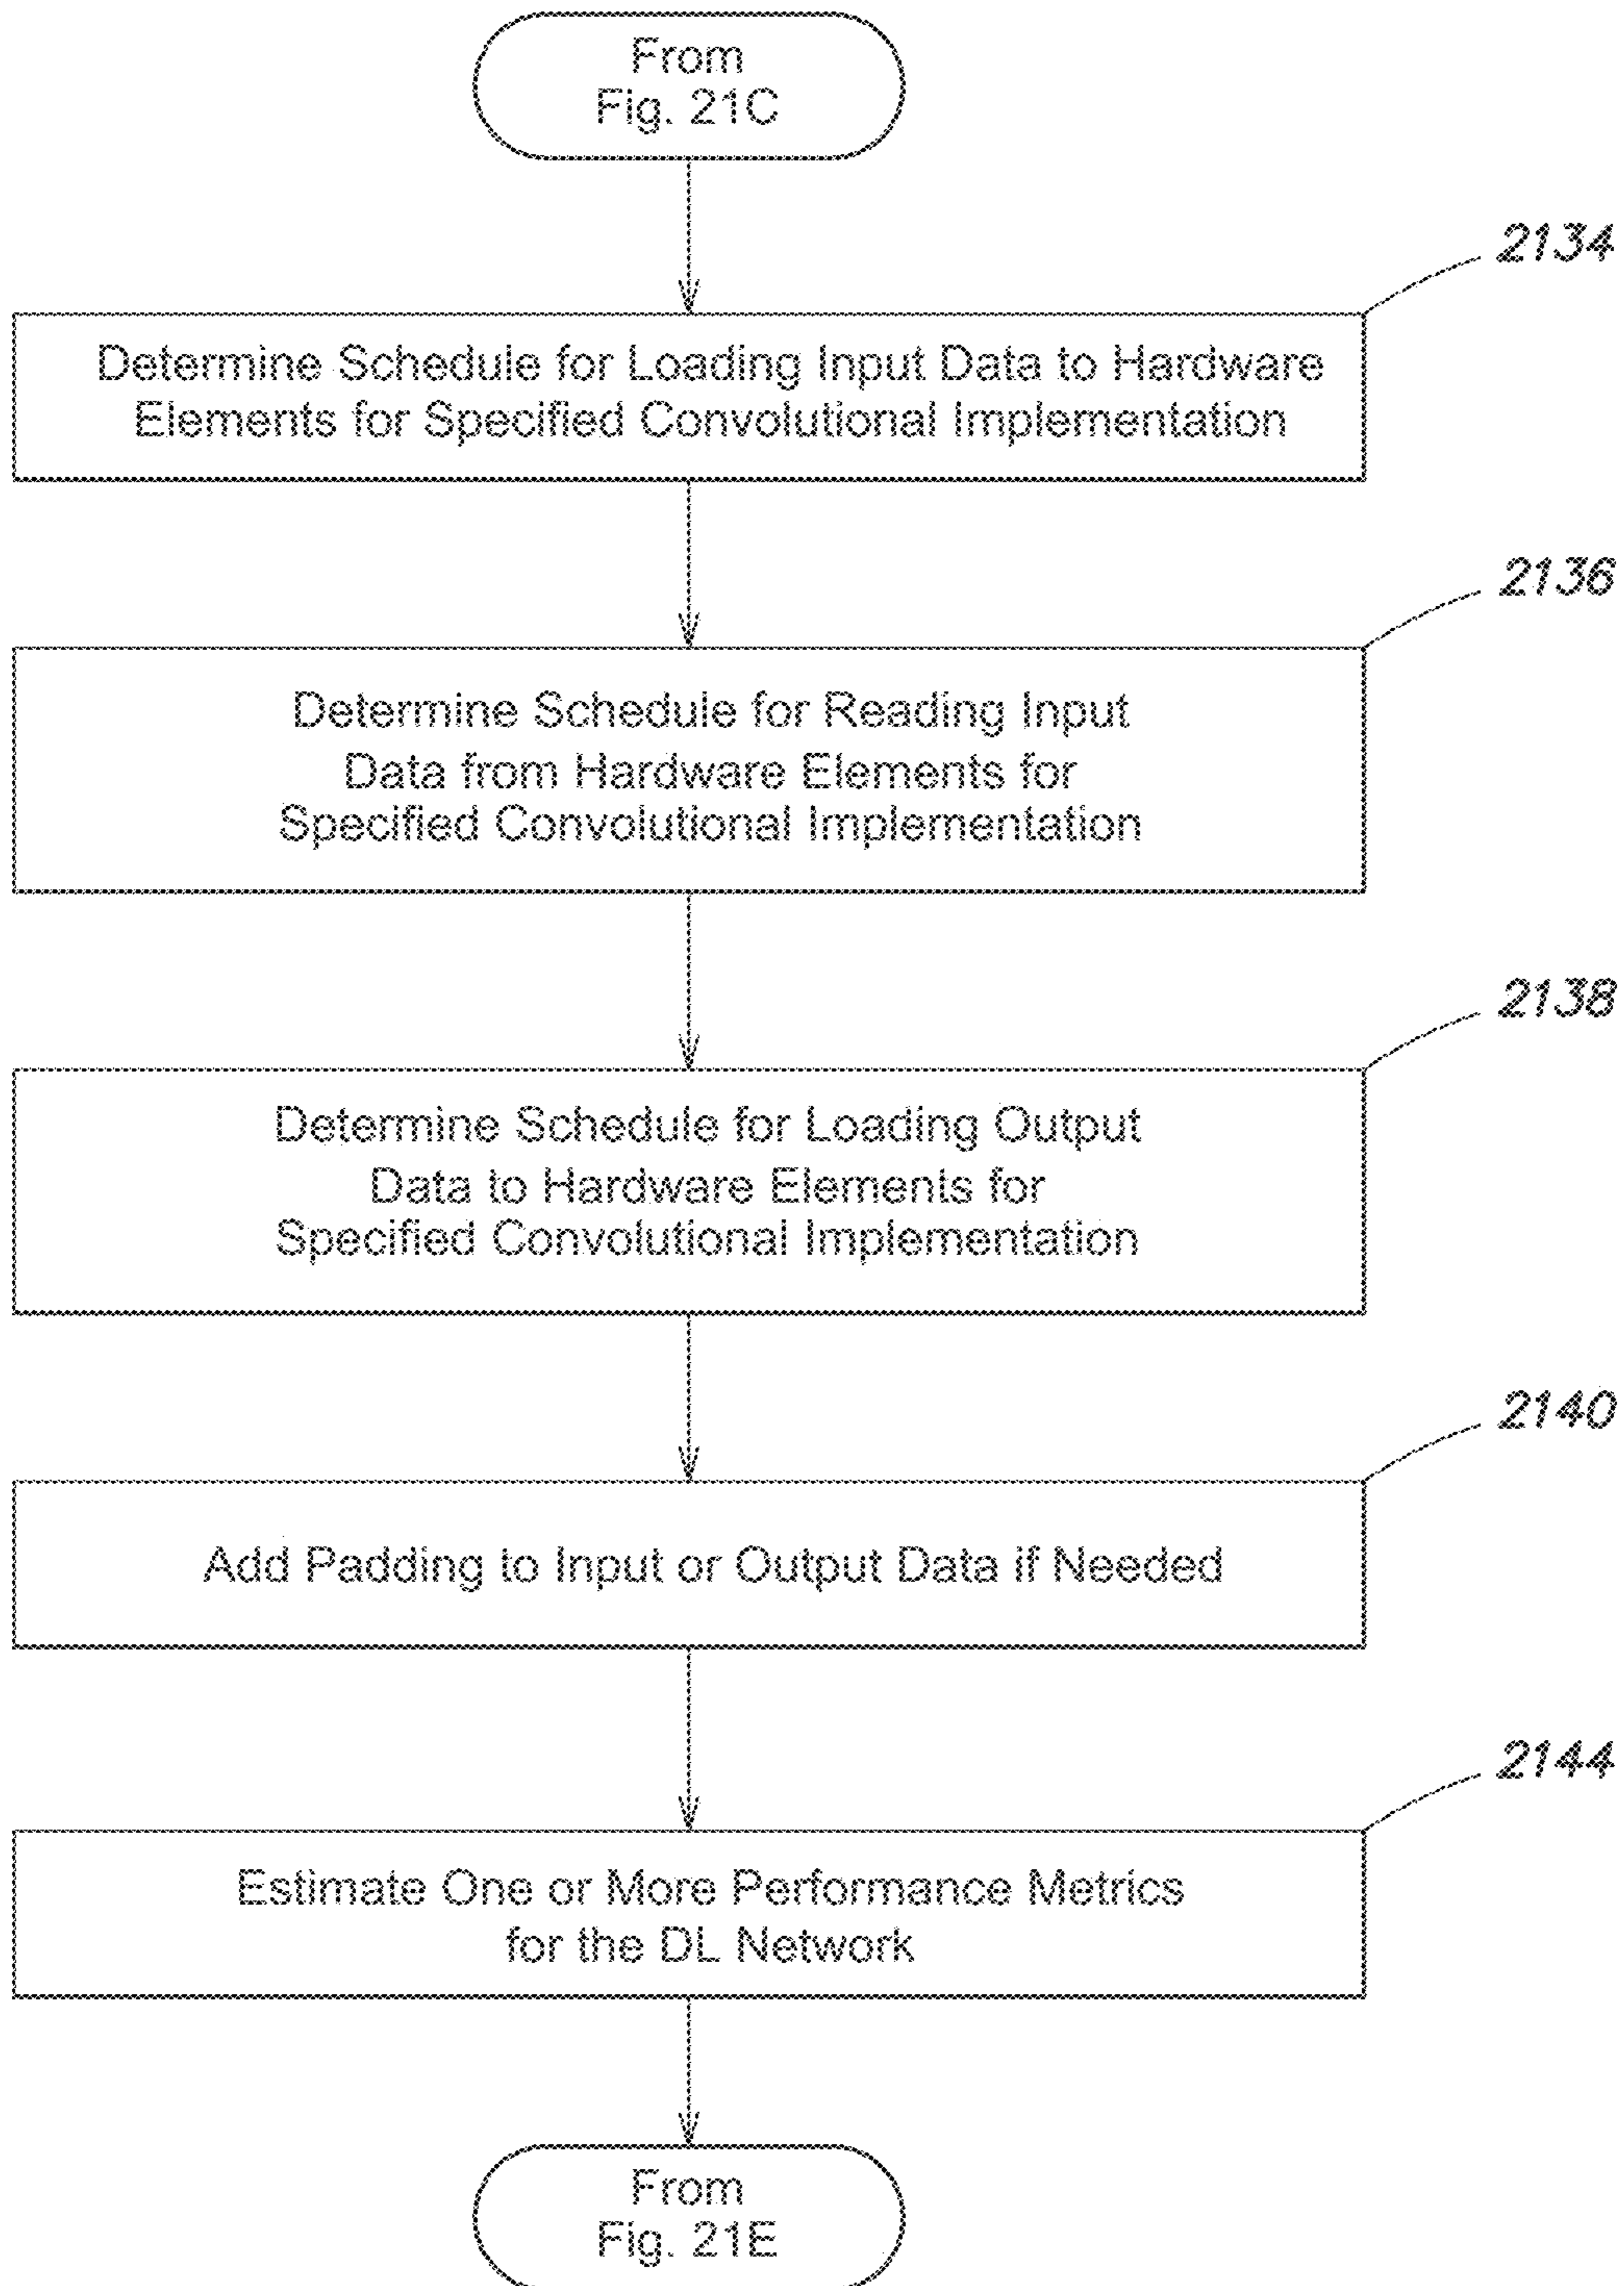 From
Fig. 21C
2134
Determine Schedule for Loading Input Data to Hardware
Elements for Specified Convolutional Implementation
2136
Determine Schedule for Reading Input
Data from Hardware Elements for
Specified Convolutional Implementation
2138
Determine Schedule for Loading Output
Data to Hardware Elements for
Specified Convolutional Implementation
2140
Add Padding to Input or Output Data if Needed
2144
Estimate One or More Performance Metrics
for the DL Network
From
Fig. 21E